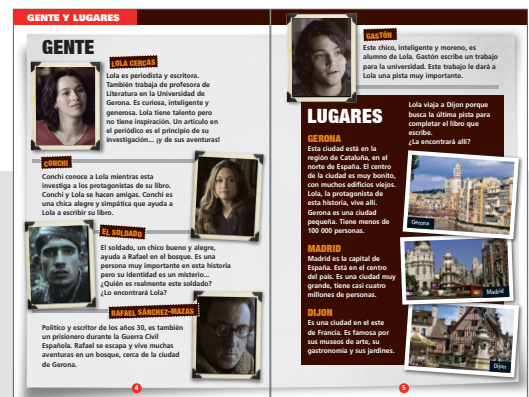 GENTE Y LUGARES
GENTE
LOLA CERCAS
Lola es periodista y escritora.
También trabaja de profesora de
Literatura en la Universidad de
Gerona. Es curiosa, inteligente y
generosa. Lola tiene talento pero
no tiene inspiración. Un artículo en
el periódico es el principio de su
investigación... ¡y de sus aventuras!
CONCHI
Conchi conoce a Lola mientras esta
investiga a los protagonistas de su libro.
Conchi y Lola se hacen amigas. Conchi es
una chica alegre y simpática que ayuda a
Lola a escribir su libro.
EL SOLDADO
El soldado, un chico bueno y alegre,
ayuda a Rafael en el bosque. Es una
persona muy importante en esta historia
pero su identidad es un misterio...
¿Quién es realmente este soldado?
¿Lo encontrará Lola?
RAFAEL SÁNCHEZ-MAZAS
Político y escritor de los años 30, es también
un prisionero durante la Guerra Civil
Española. Rafael se escapa y vive muchas
aventuras en un bosque, cerca de la ciudad
de Gerona.
4
GASTÓN
Este chico, inteligente y moreno, es
alumno de Lola. Gastón escribe un trabajo
para la universidad. Este trabajo le dará a
Lola una pista muy importante.
LUGARES
GERONA
Esta ciudad está en la
región de Cataluña, en el
norte de España. El centro
de la ciudad es muy bonito,
con muchos edificios viejos.
Lola, la protagonista de
esta historia, vive allí.
Gerona es una ciudad
pequeña. Tiene menos de
100 000 personas.
MADRID
Madrid es la capital de
España. Está en el centro
del país. Es una ciudad muy
grande, tiene casi cuatro
millones de personas.
DIJON
Es una ciudad en el este
de Francia. Es famosa por
sus museos de arte, su
gastronomía y sus jardines.
Lola viaja a Dijon porque
busca la última pista para
completar el libro que
escribe.
¿La encontrará allí?
Gerona
Madrid
Dijon
5